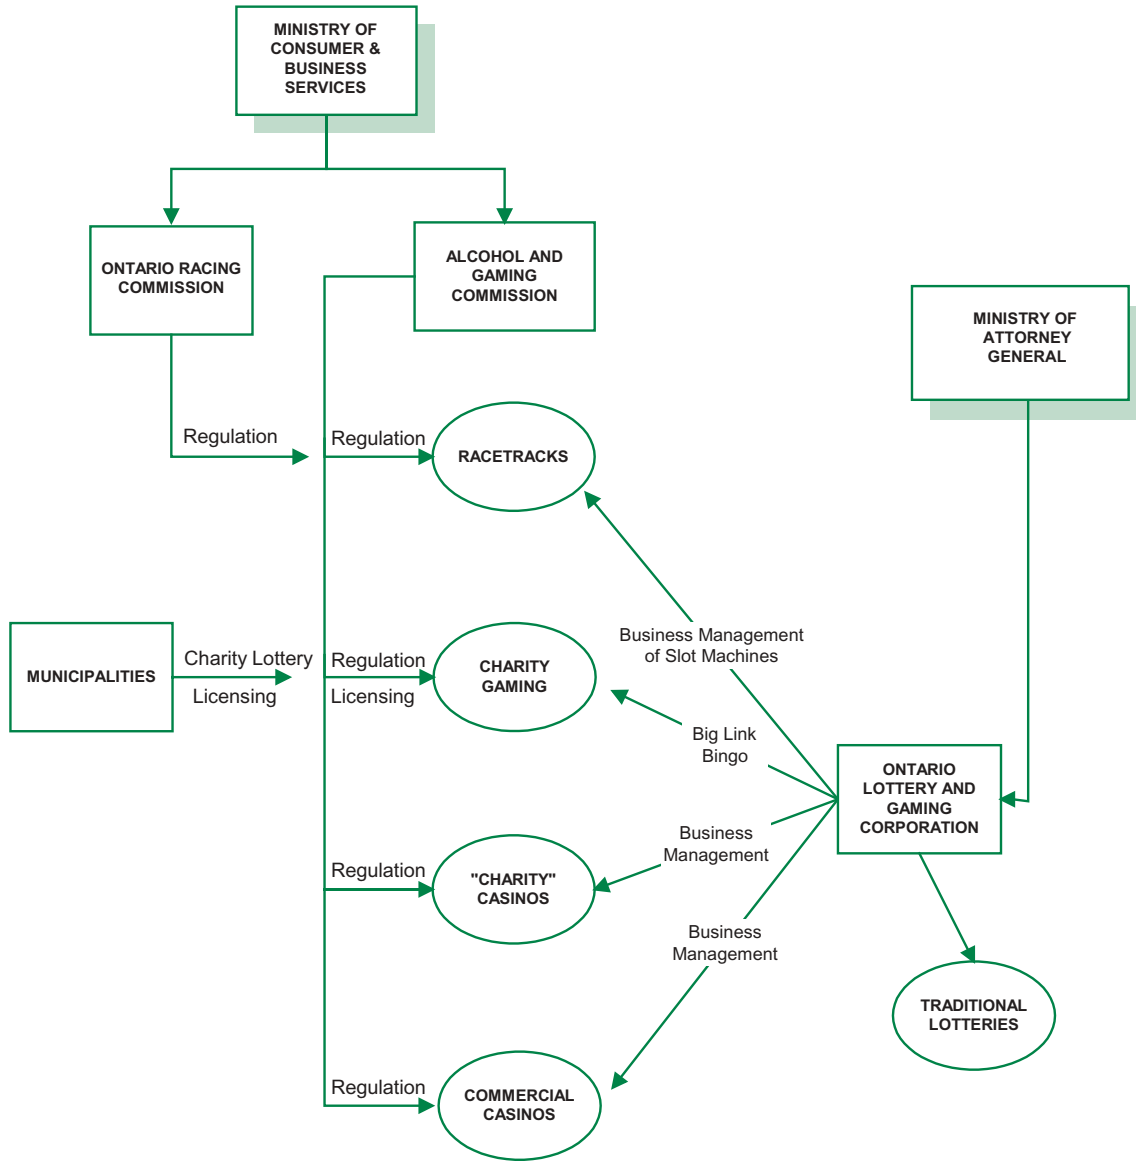 MINISTRY OF
CONSUMER &
BUSINESS
SERVICES
ONTARIO RACING
COMMISSION
ALCOHOL AND
GAMING
COMMISSION
MINISTRY OF
ATTORNEY
GENERAL
Regulation
Regulation
RACETRACKS
Business Management
of Slot Machines
MUNICIPALITIES
Charity Lottery
Licensing
Regulation
Licensing
CHARITY
GAMING
Big Link
Bingo
ONTARIO
LOTTERY AND
GAMING
CORPORATION
Business
Management
Regulation
"CHARITY"
CASINOS
Business
Management
TRADITIONAL
LOTTERIES
Regulation
COMMERCIAL
CASINOS